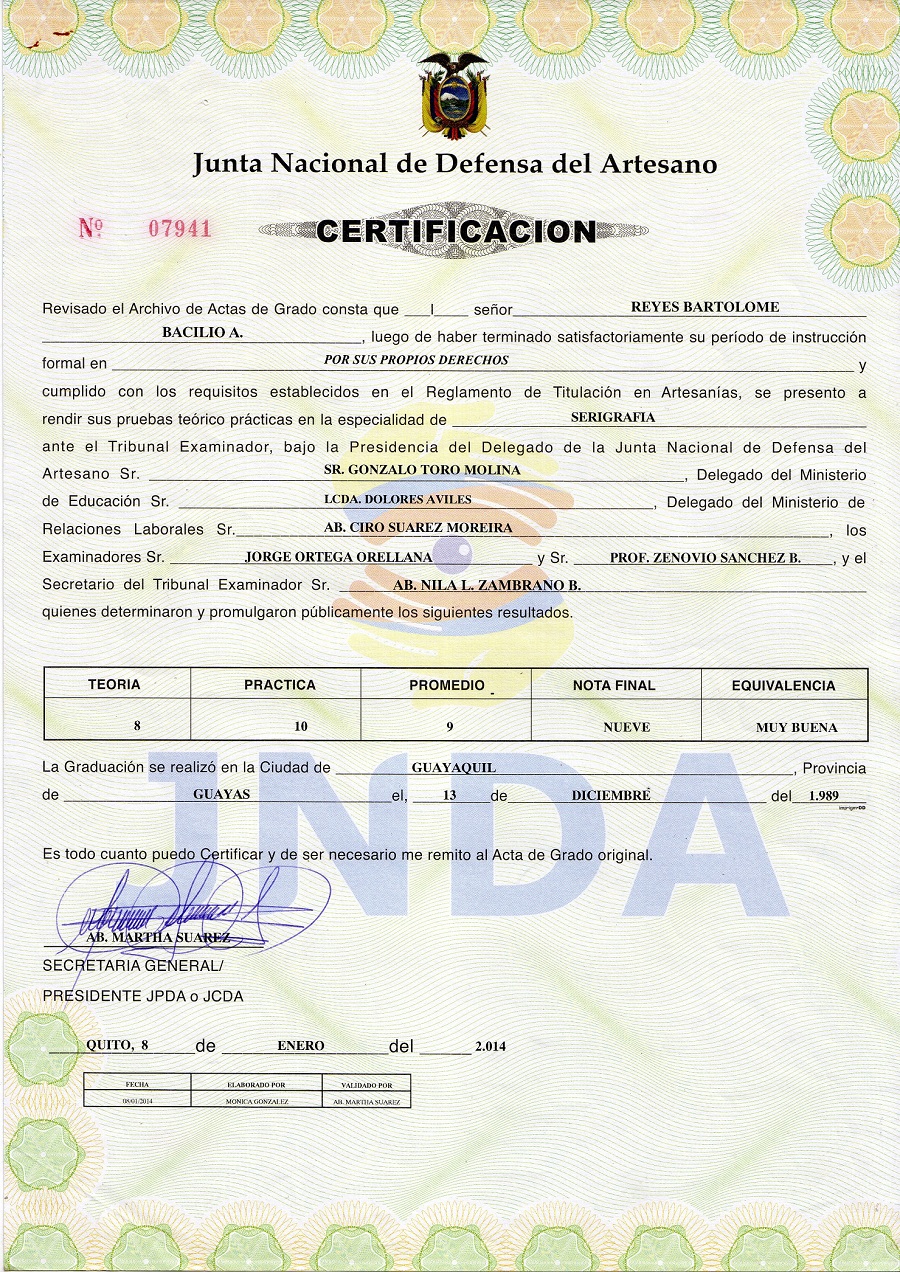 Junta Nacional de Defensa del Artesano
Nº. 07941
CERTIFICACION
Revisado el Archivo de Actas de Grado consta que ___l____ señor REYES BARTOLOME
BACILIO A. , luego de haber terminado satisfactoriamente su período de instrucción
formal en POR SUS PROPIOS DERECHOS y
cumplido con los requisitos establecidos en el Reglamento de Titulación en Artesanías, se presento a
rendir sus pruebas teórico prácticas en la especialidad de SERIGRAFIA
ante el Tribunal Examinador, bajo la Presidencia del Delegado de la Junta Nacional de Defensa del
Artesano Sr. SR. GONZALO TORO MOLINA , Delegado del Ministerio
de Educación Sr. LCDA. DOLORES AVILES , Delegado del Ministerio de
Relaciones Laborales Sr. AB. CIRO SUAREZ MOREIRA , los
Examinadores Sr. JORGE ORTEGA ORELLANA y Sr. PROF. ZENOVIO SANCHEZ B. , y el
Secretario del Tribunal Examinador Sr. AB. NILA L. ZAMBRANO B.
quienes determinaron y promulgaron públicamente los siguientes resultados.
TEORIA PRACTICA PROMEDIO NOTA FINAL EQUIVALENCIA
8 10 9 NUEVE MUY BUENA
JNDA
La Graduación se realizó en la Ciudad de GUAYAQUIL , Provincia
de GUAYAS el, 13 de DICIEMBRE del 1.989
Es todo cuanto puedo Certificar y de ser necesario me remito al Acta de Grado original.
AB. MARTHA SUAREZ
SECRETARIA GENERAL/
PRESIDENTE JPDA o JCDA
QUITO, 8 de ENERO del 2.014
FECHA ELABORADO POR VALIDADO POR
08/01/2014 MONICA GONZALEZ AB. MARTHA SUAREZ